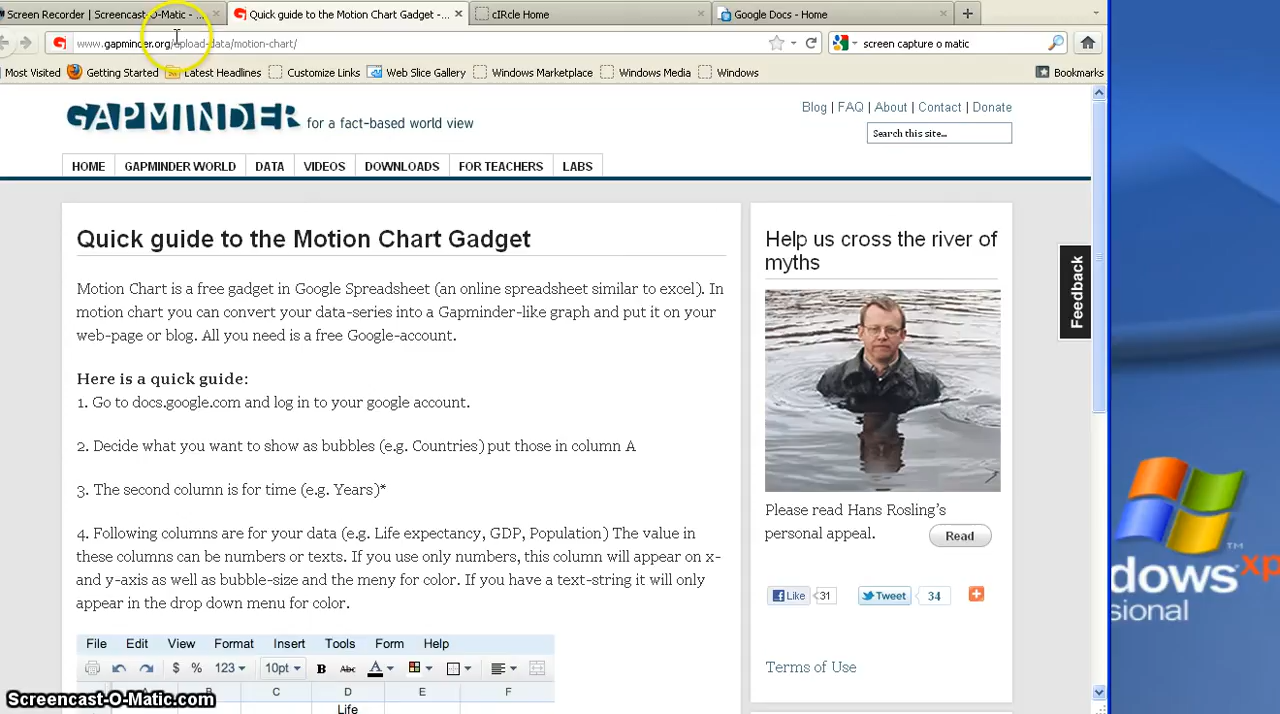 Screen Recorder | Screencast-O-Matic - ...
Quick guide to the Motion Chart Gadget - ...
cIRcle Home
Google Docs - Home
www.gapminder.org/upload-data/motion-chart/
screen capture o matic
Most Visited
Getting Started
Latest Headlines
Customize Links
Web Slice Gallery
Windows Marketplace
Windows Media
Windows
Bookmarks
GAPMINDER for a fact-based world view
Blog | FAQ | About | Contact | Donate
Search this site...
HOME
GAPMINDER WORLD
DATA
VIDEOS
DOWNLOADS
FOR TEACHERS
LABS
Quick guide to the Motion Chart Gadget
Motion Chart is a free gadget in Google Spreadsheet (an online spreadsheet similar to excel). In
motion chart you can convert your data-series into a Gapminder-like graph and put it on your
web-page or blog. All you need is a free Google-account.
Here is a quick guide:
1. Go to docs.google.com and log in to your google account.
2. Decide what you want to show as bubbles (e.g. Countries) put those in column A
3. The second column is for time (e.g. Years)*
4. Following columns are for your data (e.g. Life expectancy, GDP, Population) The value in
these columns can be numbers or texts. If you use only numbers, this column will appear on x-
and y-axis as well as bubble-size and the meny for color. If you have a text-string it will only
appear in the drop down menu for color.
File Edit View Format Insert Tools Form Help
$ % 123 10pt B Abc A
A B C D E F
Life
Help us cross the river of
myths
Please read Hans Rosling's
personal appeal.
Read
Like 31
Tweet 34
Terms of Use
Feedback
dows xp
sional
TM
Screencast-O-Matic.com